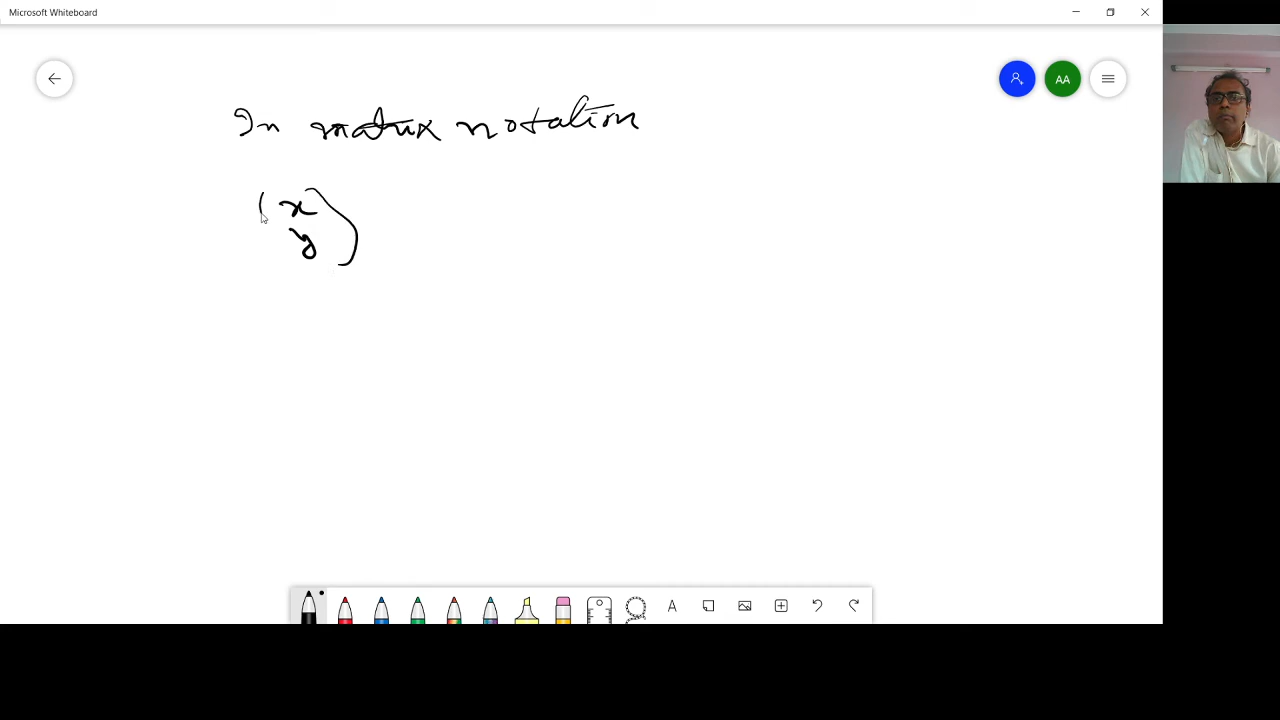 Microsoft Whiteboard
AA
In matrix notation
( x
y )
A